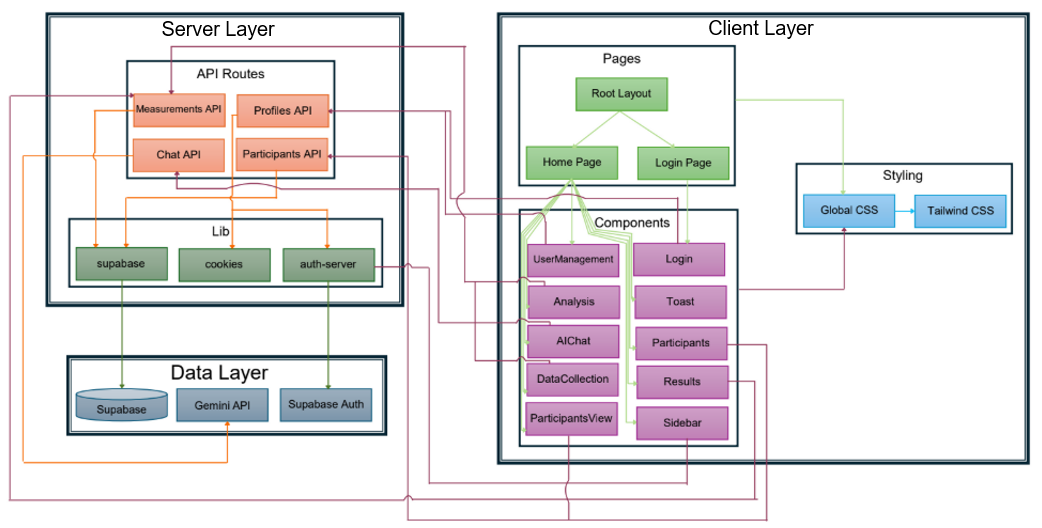 Server Layer
API Routes
Measurements API
Profiles API
Chat API
Participants API
Lib
supabase
cookies
auth-server
Data Layer
Supabase
Gemini API
Supabase Auth
Client Layer
Pages
Root Layout
Home Page
Login Page
Styling
Global CSS
Tailwind CSS
Components
UserManagement
Login
Analysis
Toast
AIChat
Participants
DataCollection
Results
ParticipantsView
Sidebar